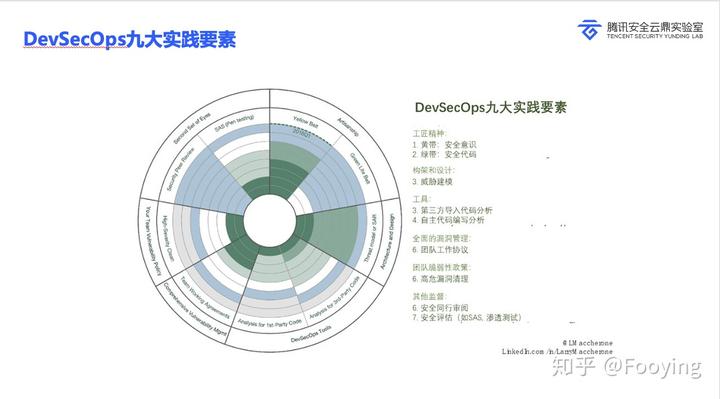 DevSecOps九大实践要素
腾讯安全云鼎实验室
TENCENT SECURITY YUNDING LAB
Second Set of Eyes
SAS (Pen testing)
Yellow Belt
2018Q1
Artisanship
Green Lite Belt
Security Peer Review
Your Team Vulnerability Policy
High-Severity Clean
Threat model or SAR
Architecture and Design
Team Working Agreements
Comprehensive Vulnerability Mgmt
Analysis for 1st-Party Code
Analysis for 3rd-Party Code
DevSecOps Tools
DevSecOps九大实践要素
工匠精神：
1. 黄带：安全意识
2. 绿带：安全代码
构架和设计：
3. 威胁建模
工具：
3. 第三方导入代码分析
4. 自主代码编写分析
全面的漏洞管理：
6. 团队工作协议
团队脆弱性政策：
6. 高危漏洞清理
其他监督：
6. 安全同行审阅
7. 安全评估（如SAS, 渗透测试）
@LMaccherone
LinkedIn.com/in/LarryMaccherone
知乎 @Fooying